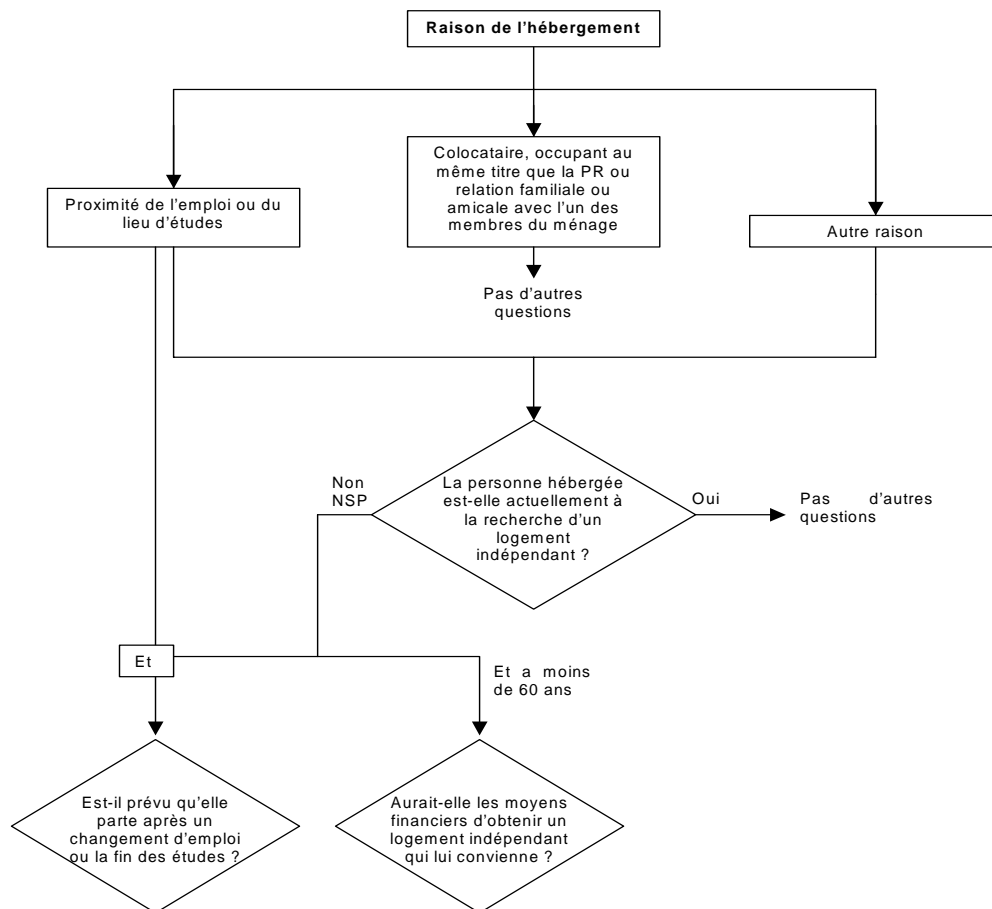 Raison de l'hébergement
Proximité de l'emploi ou du
lieu d'études
Colocataire, occupant au
même titre que la PR ou
relation familiale ou
amicale avec l'un des
membres du ménage
Autre raison
Pas d'autres
questions
Non
NSP
La personne hébergée
est-elle actuellement à
la recherche d'un
logement
indépendant ?
Oui
Pas d'autres
questions
Et
Et a moins
de 60 ans
Est-il prévu qu'elle
parte après un
changement d'emploi
ou la fin des études ?
Aurait-elle les moyens
financiers d'obtenir un
logement indépendant
qui lui convienne ?